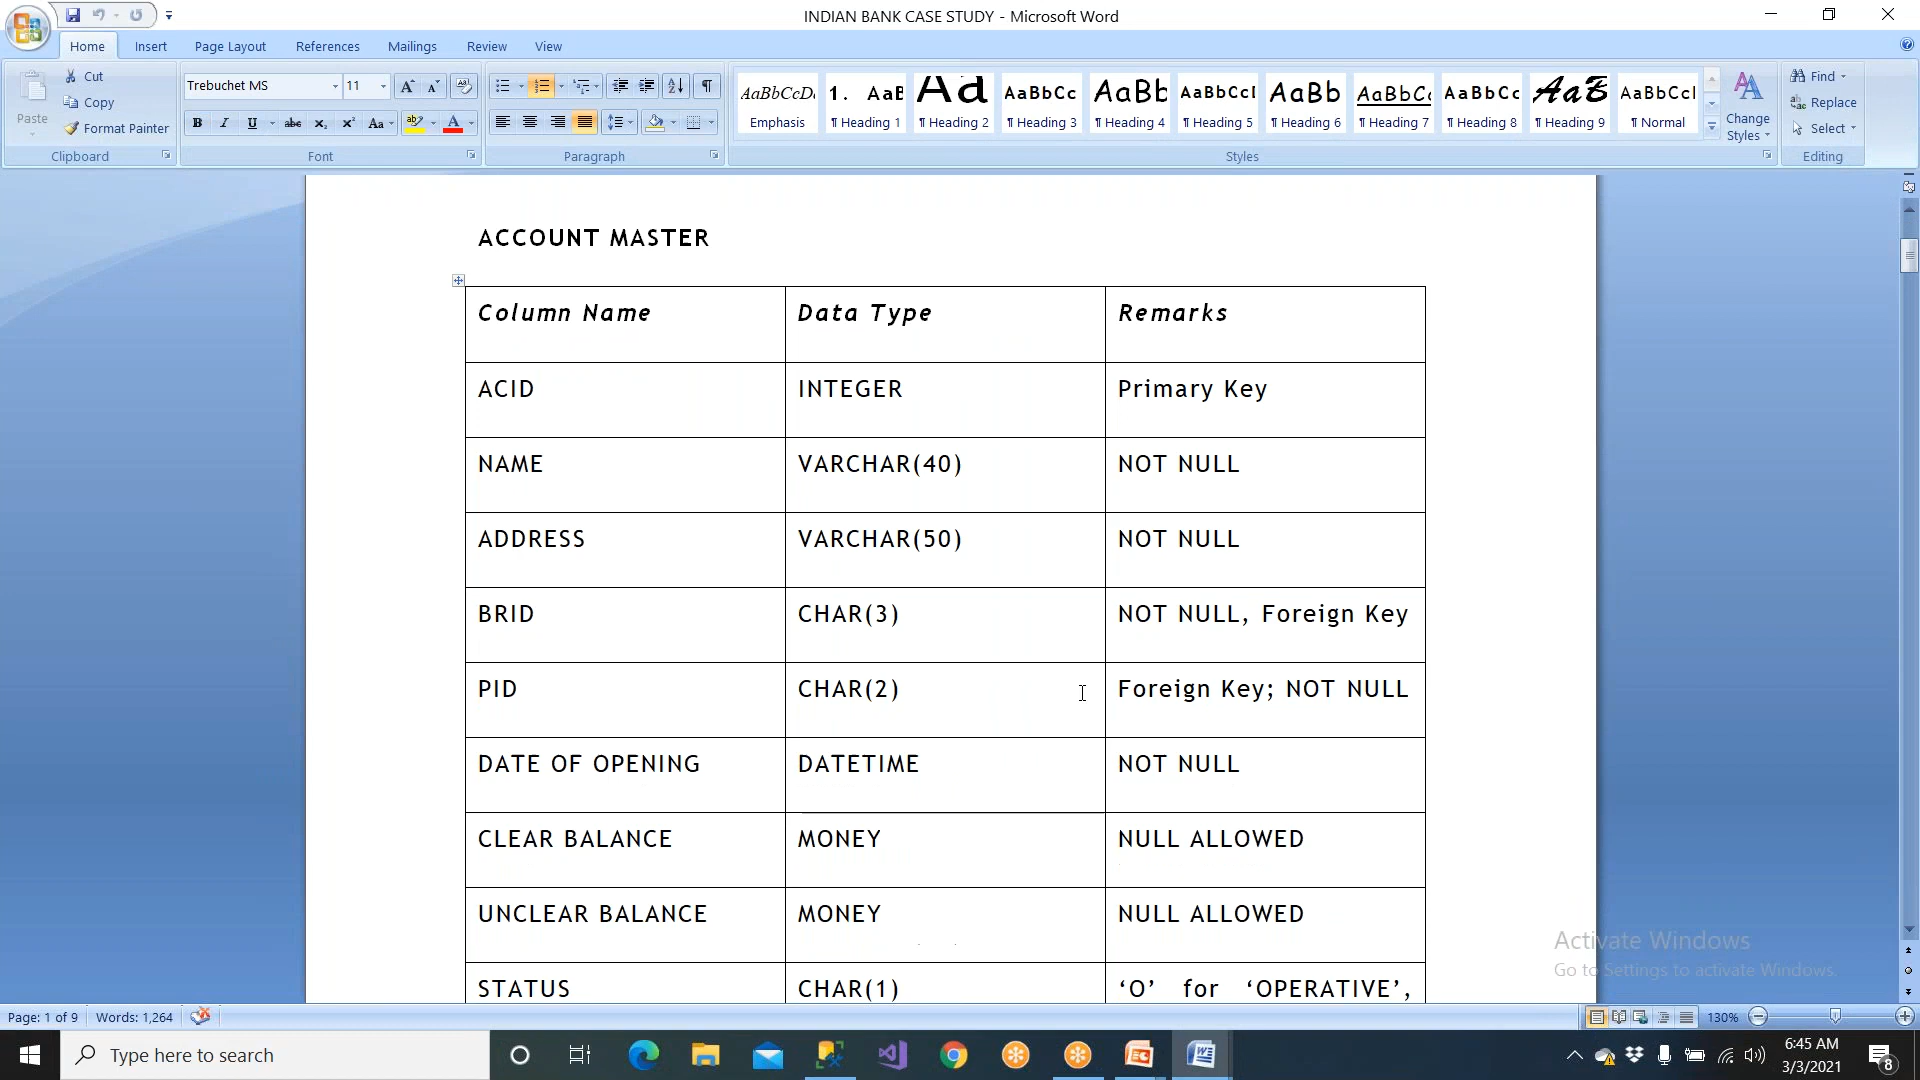 INDIAN BANK CASE STUDY - Microsoft Word
Home Insert Page Layout References Mailings Review View
Paste
Cut
Copy
Format Painter
Clipboard
Trebuchet MS 11
Font
Paragraph
AaBbCcD 1. AaB Aa AaBbCc AaBb AaBbCcI AaBb AaBbC AaBbCc AaB AaBbCcI
Emphasis ¶ Heading 1 ¶ Heading 2 ¶ Heading 3 ¶ Heading 4 ¶ Heading 5 ¶ Heading 6 ¶ Heading 7 ¶ Heading 8 ¶ Heading 9 ¶ Normal
Change Styles
Styles
Find
Replace
Select
Editing
ACCOUNT MASTER
Column Name Data Type Remarks
ACID INTEGER Primary Key
NAME VARCHAR(40) NOT NULL
ADDRESS VARCHAR(50) NOT NULL
BRID CHAR(3) NOT NULL, Foreign Key
PID CHAR(2) Foreign Key; NOT NULL
DATE OF OPENING DATETIME NOT NULL
CLEAR BALANCE MONEY NULL ALLOWED
UNCLEAR BALANCE MONEY NULL ALLOWED
STATUS CHAR(1) ‘O’ for ‘OPERATIVE’,
Activate Windows
Go to Settings to activate Windows.
Page: 1 of 9 Words: 1,264 130%
Type here to search
6:45 AM
3/3/2021
8